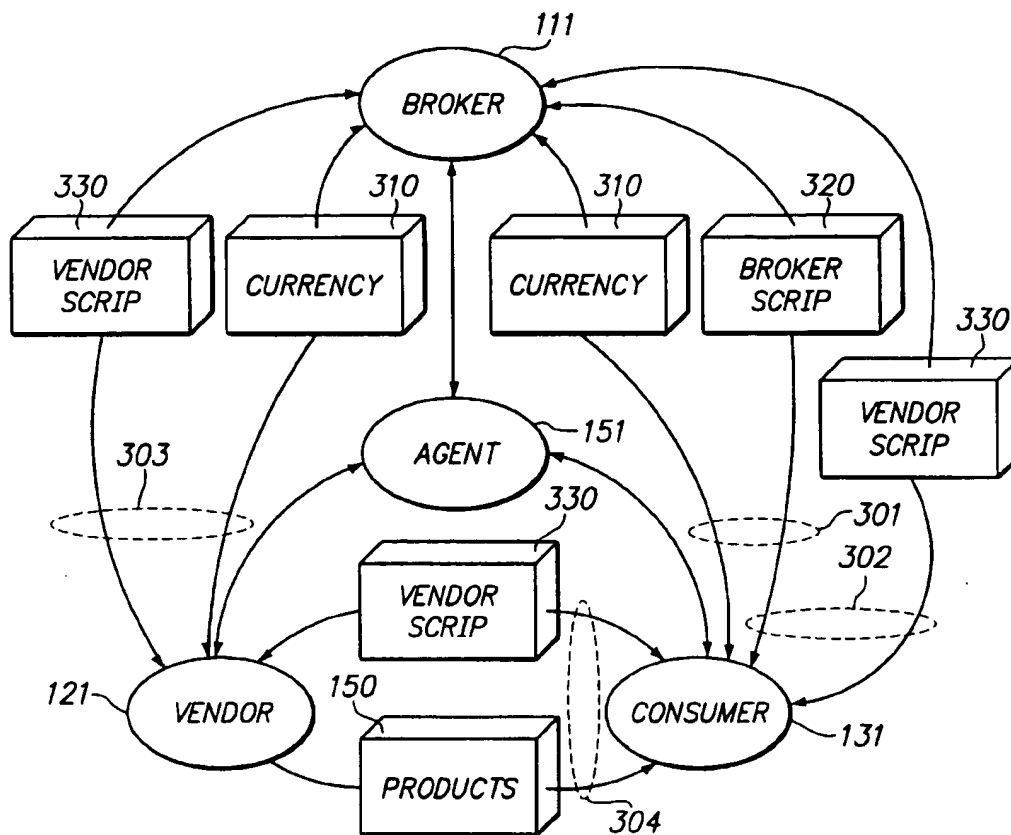 111
BROKER
330
310
310
320
VENDOR
SCRIP
CURRENCY
CURRENCY
BROKER
SCRIP
330
VENDOR
SCRIP
AGENT
151
303
330
301
302
VENDOR
SCRIP
121
VENDOR
150
CONSUMER
131
PRODUCTS
304